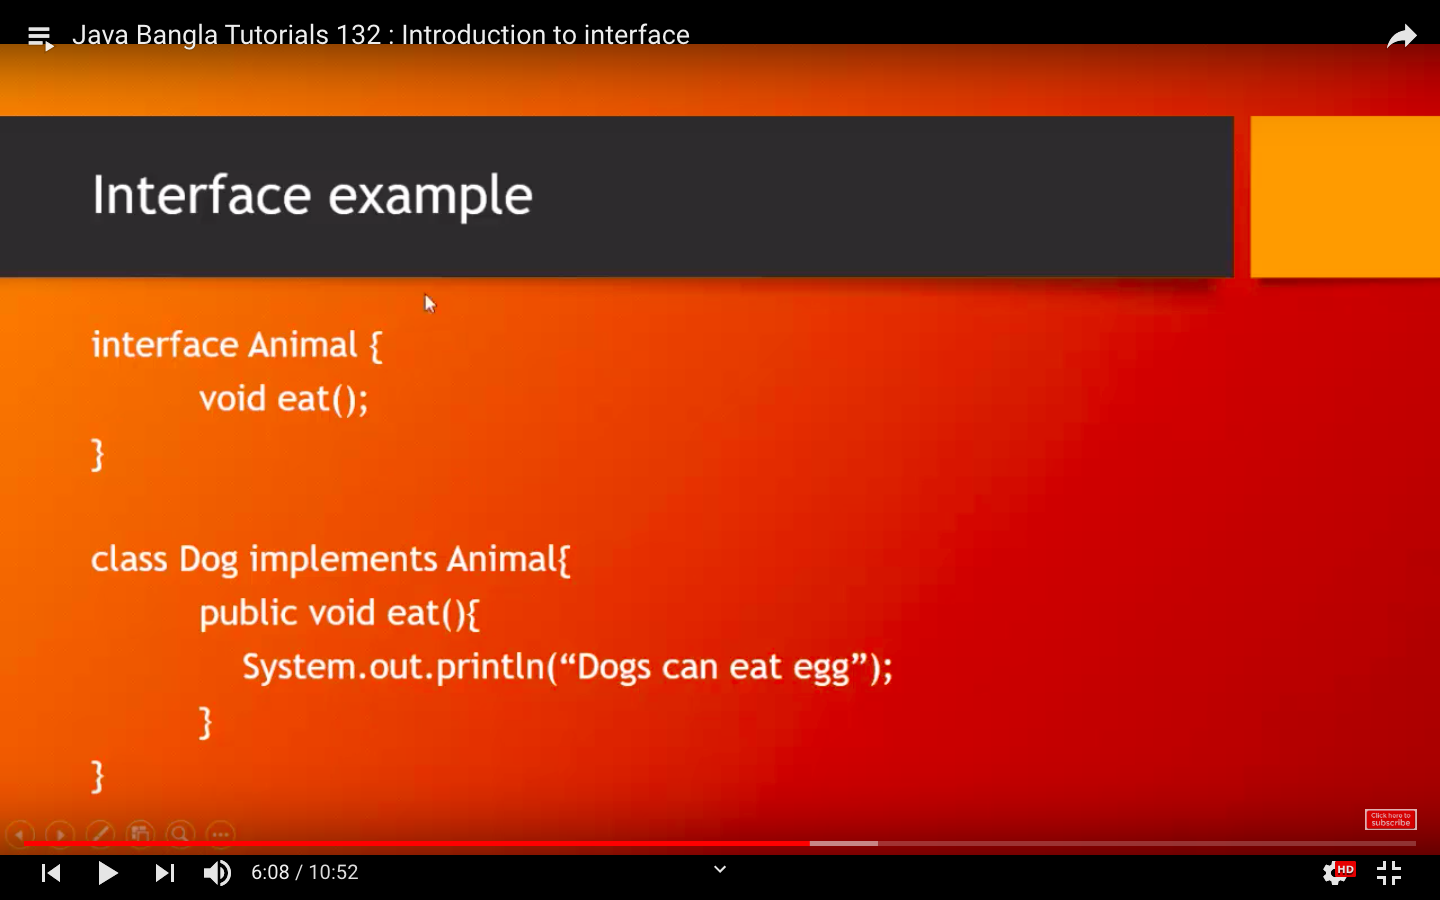 Java Bangla Tutorials 132 : Introduction to interface
Interface example
interface Animal {
void eat();
}
class Dog implements Animal{
public void eat(){
System.out.println(“Dogs can eat egg”);
}
}
Click here to
subscribe
6:08 / 10:52
HD